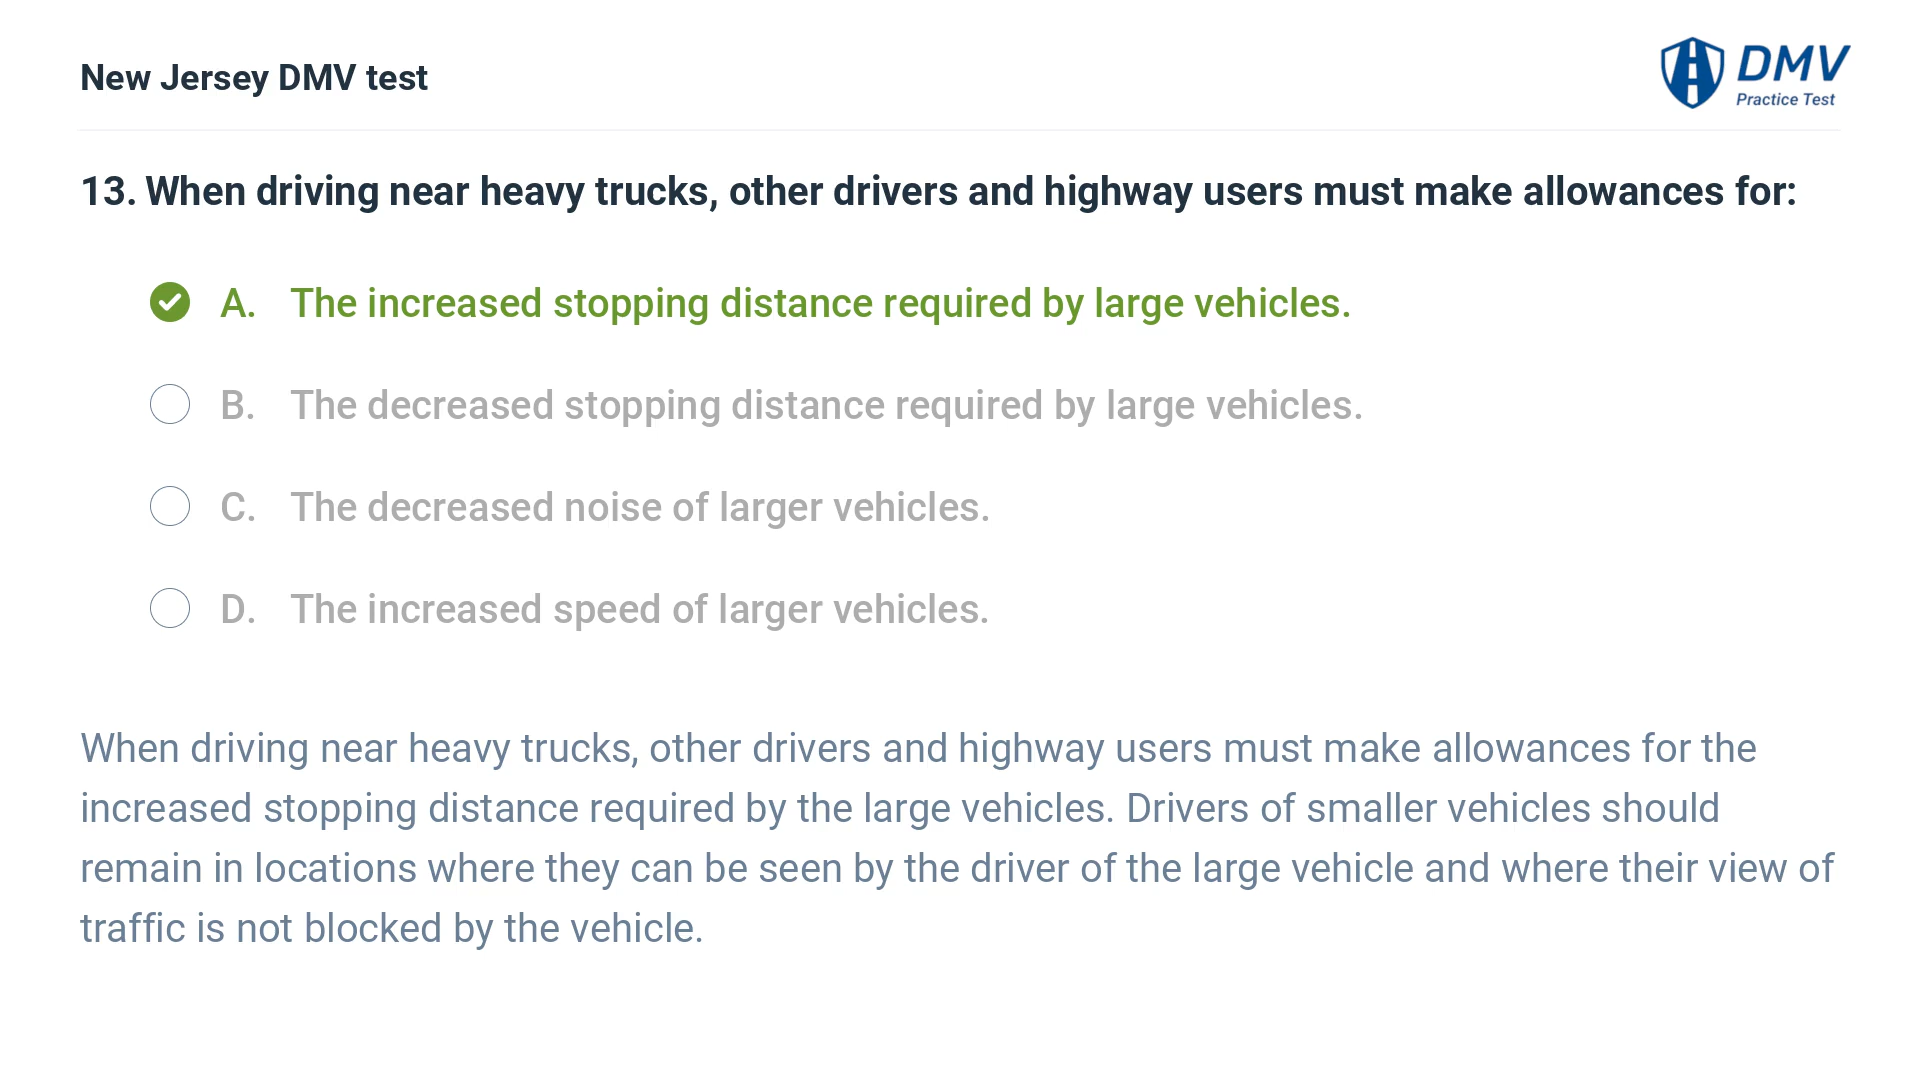 New Jersey DMV test
DMV
Practice Test
13. When driving near heavy trucks, other drivers and highway users must make allowances for:
A. The increased stopping distance required by large vehicles.
B. The decreased stopping distance required by large vehicles.
C. The decreased noise of larger vehicles.
D. The increased speed of larger vehicles.
When driving near heavy trucks, other drivers and highway users must make allowances for the
increased stopping distance required by the large vehicles. Drivers of smaller vehicles should
remain in locations where they can be seen by the driver of the large vehicle and where their view of
traffic is not blocked by the vehicle.